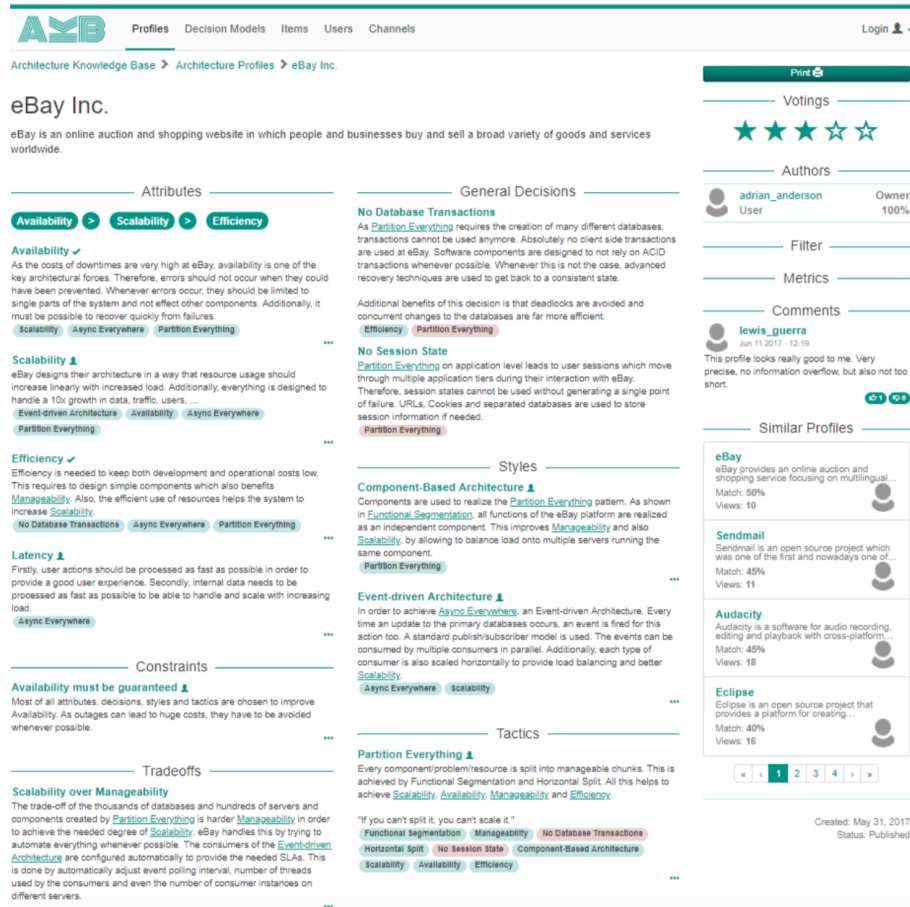 AKB
Profiles Decision Models Items Users Channels
Login
Architecture Knowledge Base > Architecture Profiles > eBay Inc.
eBay Inc.
eBay is an online auction and shopping website in which people and businesses buy and sell a broad variety of goods and services
worldwide.
Attributes
Availability > Scalability > Efficiency
Availability
As the costs of downtimes are very high at eBay, availability is one of the
key architectural forces. Therefore, errors should not occur when they could
have been prevented. Whenever errors occur, they should be limited to
single parts of the system and not effect other components. Additionally, it
must be possible to recover quickly from failures.
Scalability Async Everywhere Partition Everything
...
Scalability
eBay designs their architecture in a way that resource usage should
increase linearly with increased load. Additionally, everything is designed to
handle a 10x growth in data, traffic, users, ...
Event-driven Architecture Availability Async Everywhere
Partition Everything
...
Efficiency
Efficiency is needed to keep both development and operational costs low.
This requires to design simple components which also benefits
Manageability. Also, the efficient use of resources helps the system to
increase Scalability.
No Database Transactions Async Everywhere Partition Everything
...
Latency
Firstly, user actions should be processed as fast as possible in order to
provide a good user experience. Secondly, internal data needs to be
processed as fast as possible to be able to handle and scale with increasing
load.
Async Everywhere
...
Constraints
Availability must be guaranteed
Most of all attributes, decisions, styles and tactics are chosen to improve
Availability. As outages can lead to huge costs, they have to be avoided
whenever possible.
...
Tradeoffs
Scalability over Manageability
The trade-off of the thousands of databases and hundreds of servers and
components created by Partition Everything is harder Manageability in order
to achieve the needed degree of Scalability. eBay handles this by trying to
automate everything whenever possible. The consumers of the Event-driven
Architecture are configured automatically to provide the needed SLAs. This
is done by automatically adjust event polling interval, number of threads
used by the consumers and even the number of consumer instances on
different servers.
...
General Decisions
No Database Transactions
As Partition Everything requires the creation of many different databases,
transactions cannot be used anymore. Absolutely no client side transactions
are used at eBay. Software components are designed to not rely on ACID
transactions whenever possible. Whenever this is not the case, advanced
recovery techniques are used to get back to a consistent state.
Additional benefits of this decision is that deadlocks are avoided and
concurrent changes to the databases are far more efficient.
Efficiency Partition Everything
No Session State
Partition Everything on application level leads to user sessions which move
through multiple application tiers during their interaction with eBay.
Therefore, session states cannot be used without generating a single point
of failure. URLs, Cookies and separated databases are used to store
session information if needed.
Partition Everything
Styles
Component-Based Architecture
Components are used to realize the Partition Everything pattern. As shown
in Functional Segmentation, all functions of the eBay platform are realized
as an independent component. This improves Manageability and also
Scalability, by allowing to balance load onto multiple servers running the
same component.
Partition Everything
...
Event-driven Architecture
In order to achieve Async Everywhere, an Event-driven Architecture. Every
time an update to the primary databases occurs, an event is fired for this
action too. A standard publish/subscriber model is used. The events can be
consumed by multiple consumers in parallel. Additionally, each type of
consumer is also scaled horizontally to provide load balancing and better
Scalability.
Async Everywhere Scalability
...
Tactics
Partition Everything
Every component/problem/resource is split into manageable chunks. This is
achieved by Functional Segmentation and Horizontal Split. All this helps to
achieve Scalability, Availability, Manageability and Efficiency.
"If you can't split it, you can't scale it."
Functional Segmentation Manageability No Database Transactions
Horizontal Split No Session State Component-Based Architecture
Scalability Availability Efficiency
...
Print
Votings
Authors
adrian_anderson Owner
User 100%
Filter
Metrics
Comments
lewis_guerra
Jun 11 2017 - 12:19
This profile looks really good to me. Very
precise, no information overflow, but also not too
short.
1 0
Similar Profiles
eBay
eBay provides an online auction and
shopping service focusing on multilingual...
Match: 50%
Views: 10
Sendmail
Sendmail is an open source project which
was one of the first and nowadays one of...
Match: 45%
Views: 11
Audacity
Audacity is a software for audio recording,
editing and playback with cross-platform...
Match: 45%
Views: 18
Eclipse
Eclipse is an open source project that
provides a platform for creating...
Match: 40%
Views: 16
« ‹ 1 2 3 4 › »
Created: May 31, 2017
Status: Published